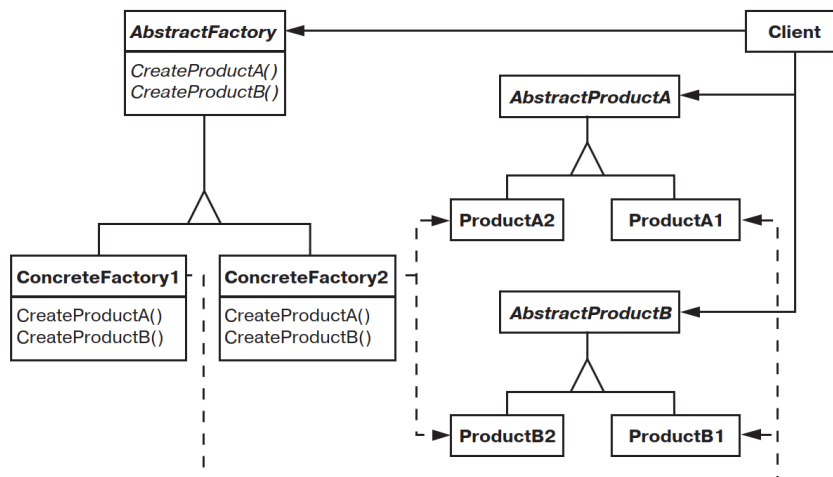 AbstractFactory
CreateProductA()
CreateProductB()
Client
AbstractProductA
ProductA2
ProductA1
ConcreteFactory1
CreateProductA()
CreateProductB()
ConcreteFactory2
CreateProductA()
CreateProductB()
AbstractProductB
ProductB2
ProductB1